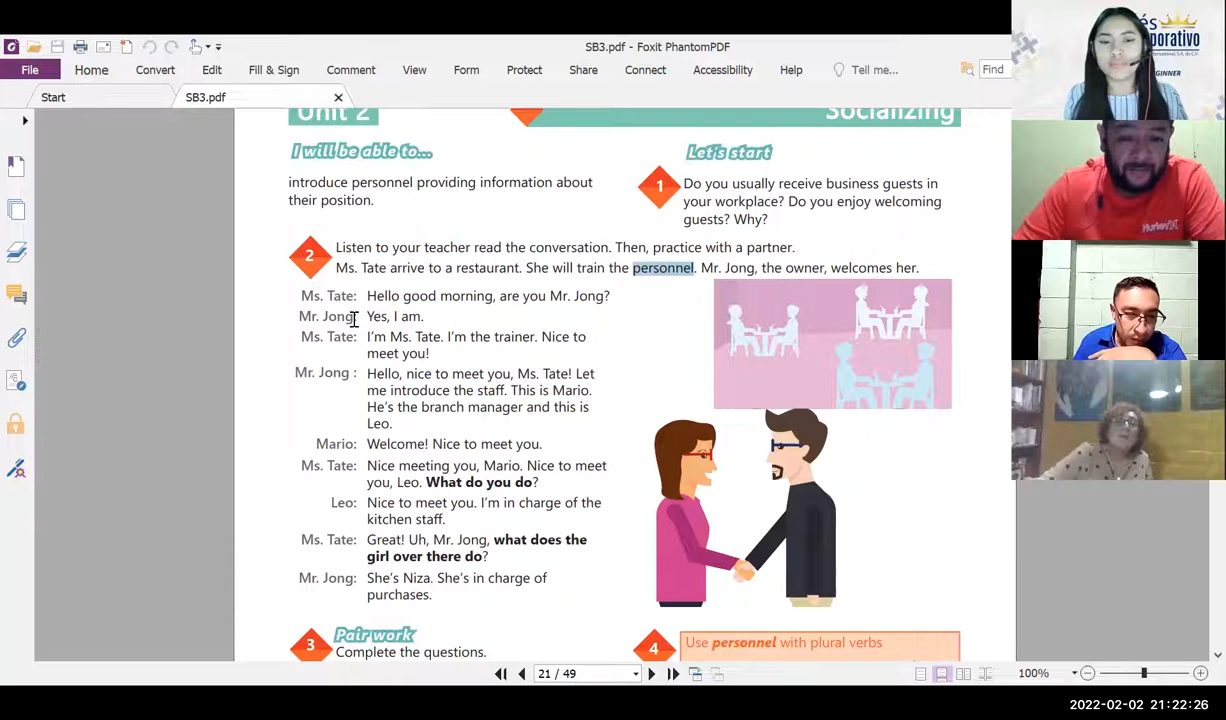 SB3.pdf - Foxit PhantomPDF
File Home Convert Edit Fill & Sign Comment View Form Protect Share Connect Accessibility Help Tell me... Find
Start SB3.pdf
Unit 2 Socializing
I will be able to...
introduce personnel providing information about
their position.
Let's start
1 Do you usually receive business guests in
your workplace? Do you enjoy welcoming
guests? Why?
2 Listen to your teacher read the conversation. Then, practice with a partner.
Ms. Tate arrive to a restaurant. She will train the personnel. Mr. Jong, the owner, welcomes her.
Ms. Tate: Hello good morning, are you Mr. Jong?
Mr. Jong: Yes, I am.
Ms. Tate: I'm Ms. Tate. I'm the trainer. Nice to
meet you!
Mr. Jong : Hello, nice to meet you, Ms. Tate! Let
me introduce the staff. This is Mario.
He's the branch manager and this is
Leo.
Mario: Welcome! Nice to meet you.
Ms. Tate: Nice meeting you, Mario. Nice to meet
you, Leo. What do you do?
Leo: Nice to meet you. I'm in charge of the
kitchen staff.
Ms. Tate: Great! Uh, Mr. Jong, what does the
girl over there do?
Mr. Jong: She's Niza. She's in charge of
purchases.
3 Pair work
Complete the questions.
4 Use personnel with plural verbs
21 / 49
100%
2022-02-02 21:22:26